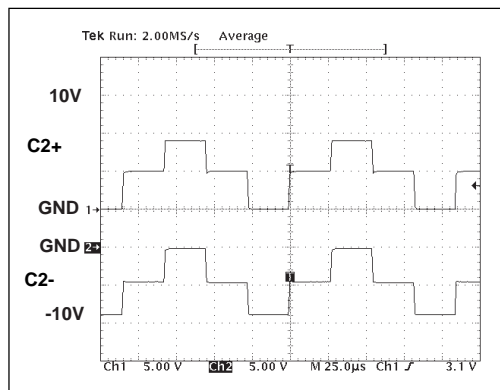 Tek Run: 2.00MS/s Average
[ T ]
10V
C2+
GND 1→
GND 2→
C2-
-10V
Ch1 5.00 V Ch2 5.00 V M 25.0µs Ch1 ⨍ 3.1 V